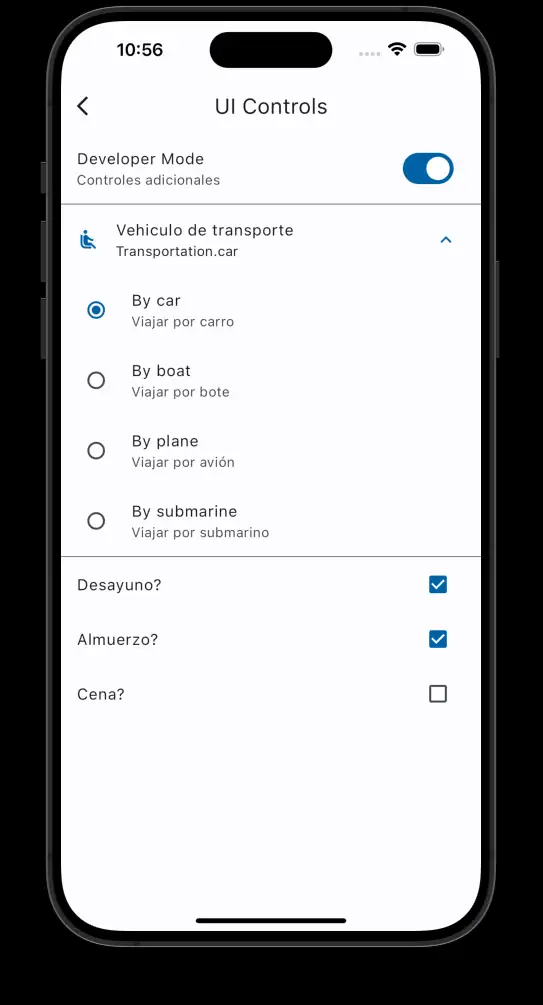 10:56
UI Controls
Developer Mode
Controles adicionales
Vehiculo de transporte
Transportation.car
By car
Viajar por carro
By boat
Viajar por bote
By plane
Viajar por avión
By submarine
Viajar por submarino
Desayuno?
Almuerzo?
Cena?